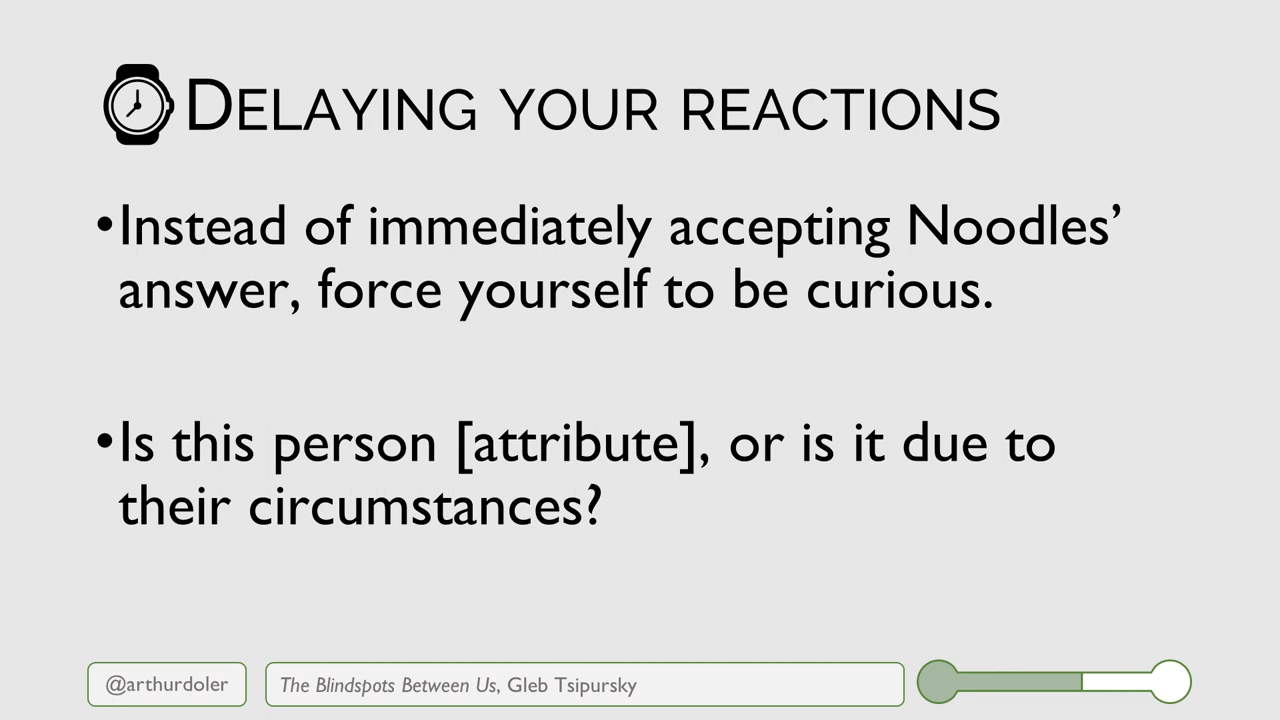 Delaying your reactions
•Instead of immediately accepting Noodles’
answer, force yourself to be curious.
•Is this person [attribute], or is it due to
their circumstances?
@arthurdoler
The Blindspots Between Us, Gleb Tsipursky